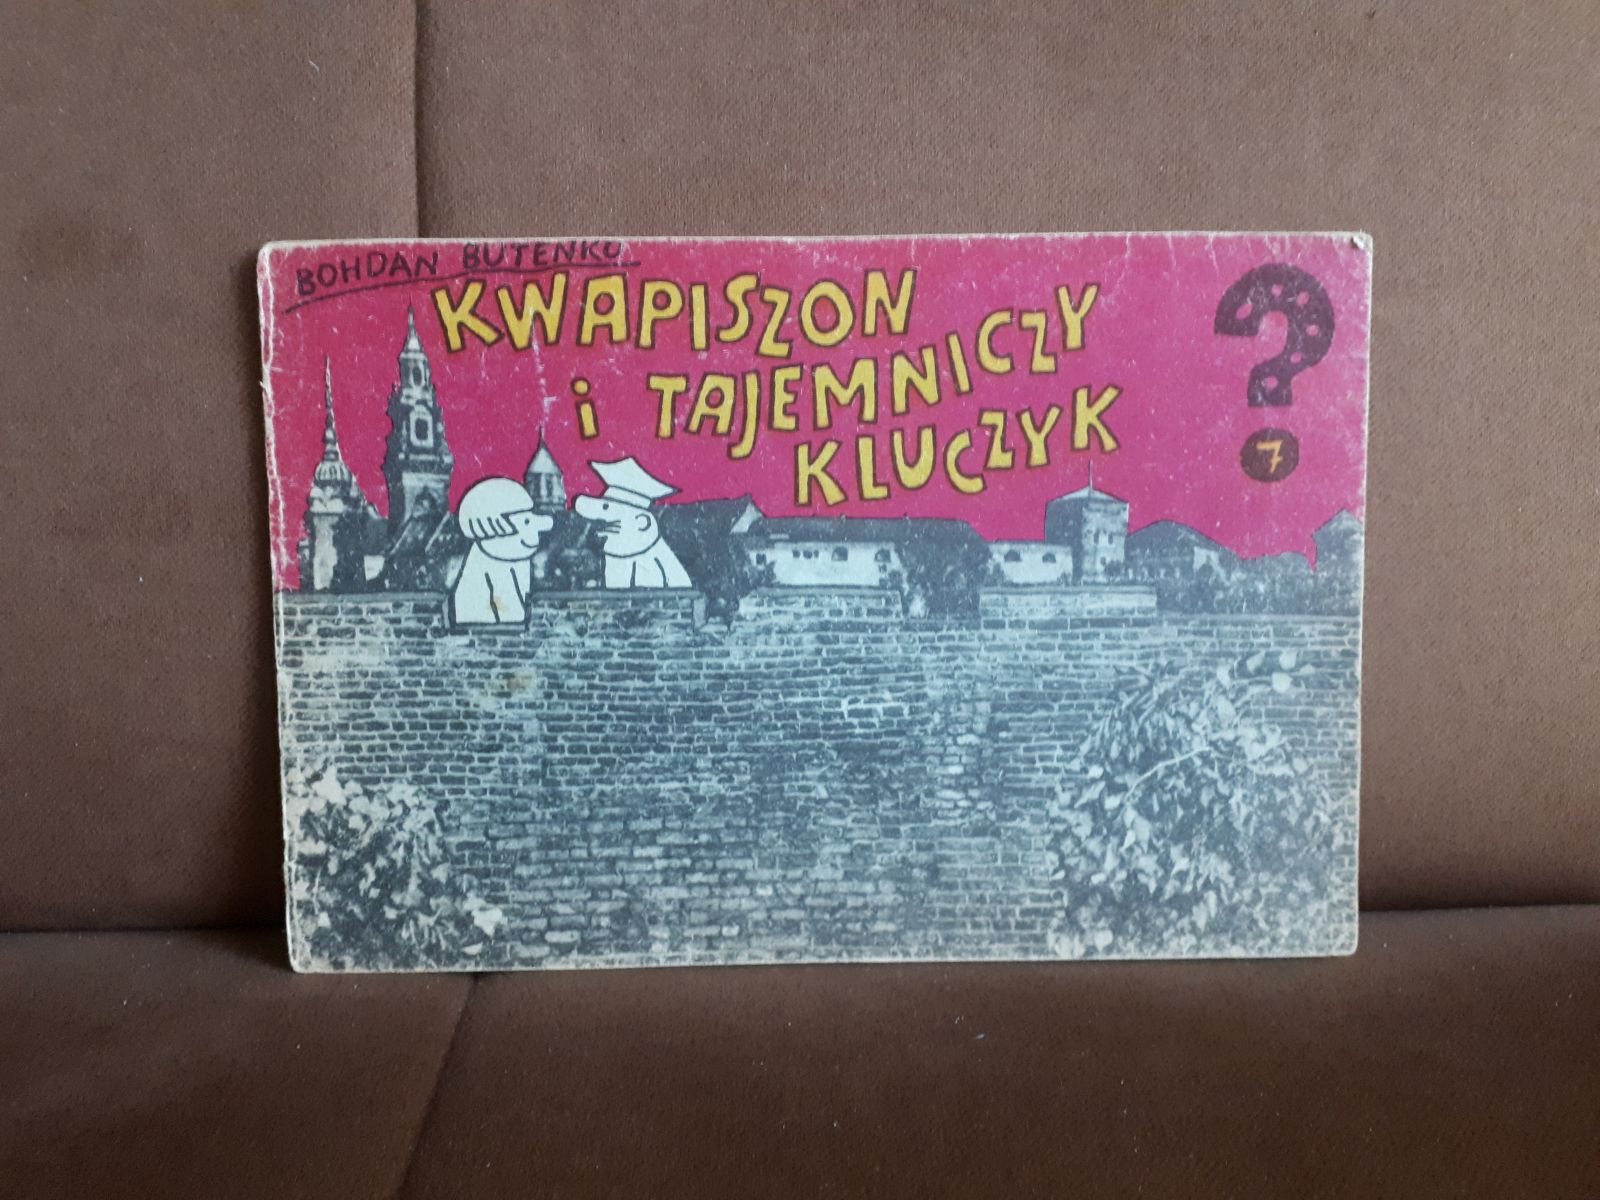 BOHDAN BUTENKO
KWAPISZON
i TAJEMNICZY
KLUCZYK
?
7